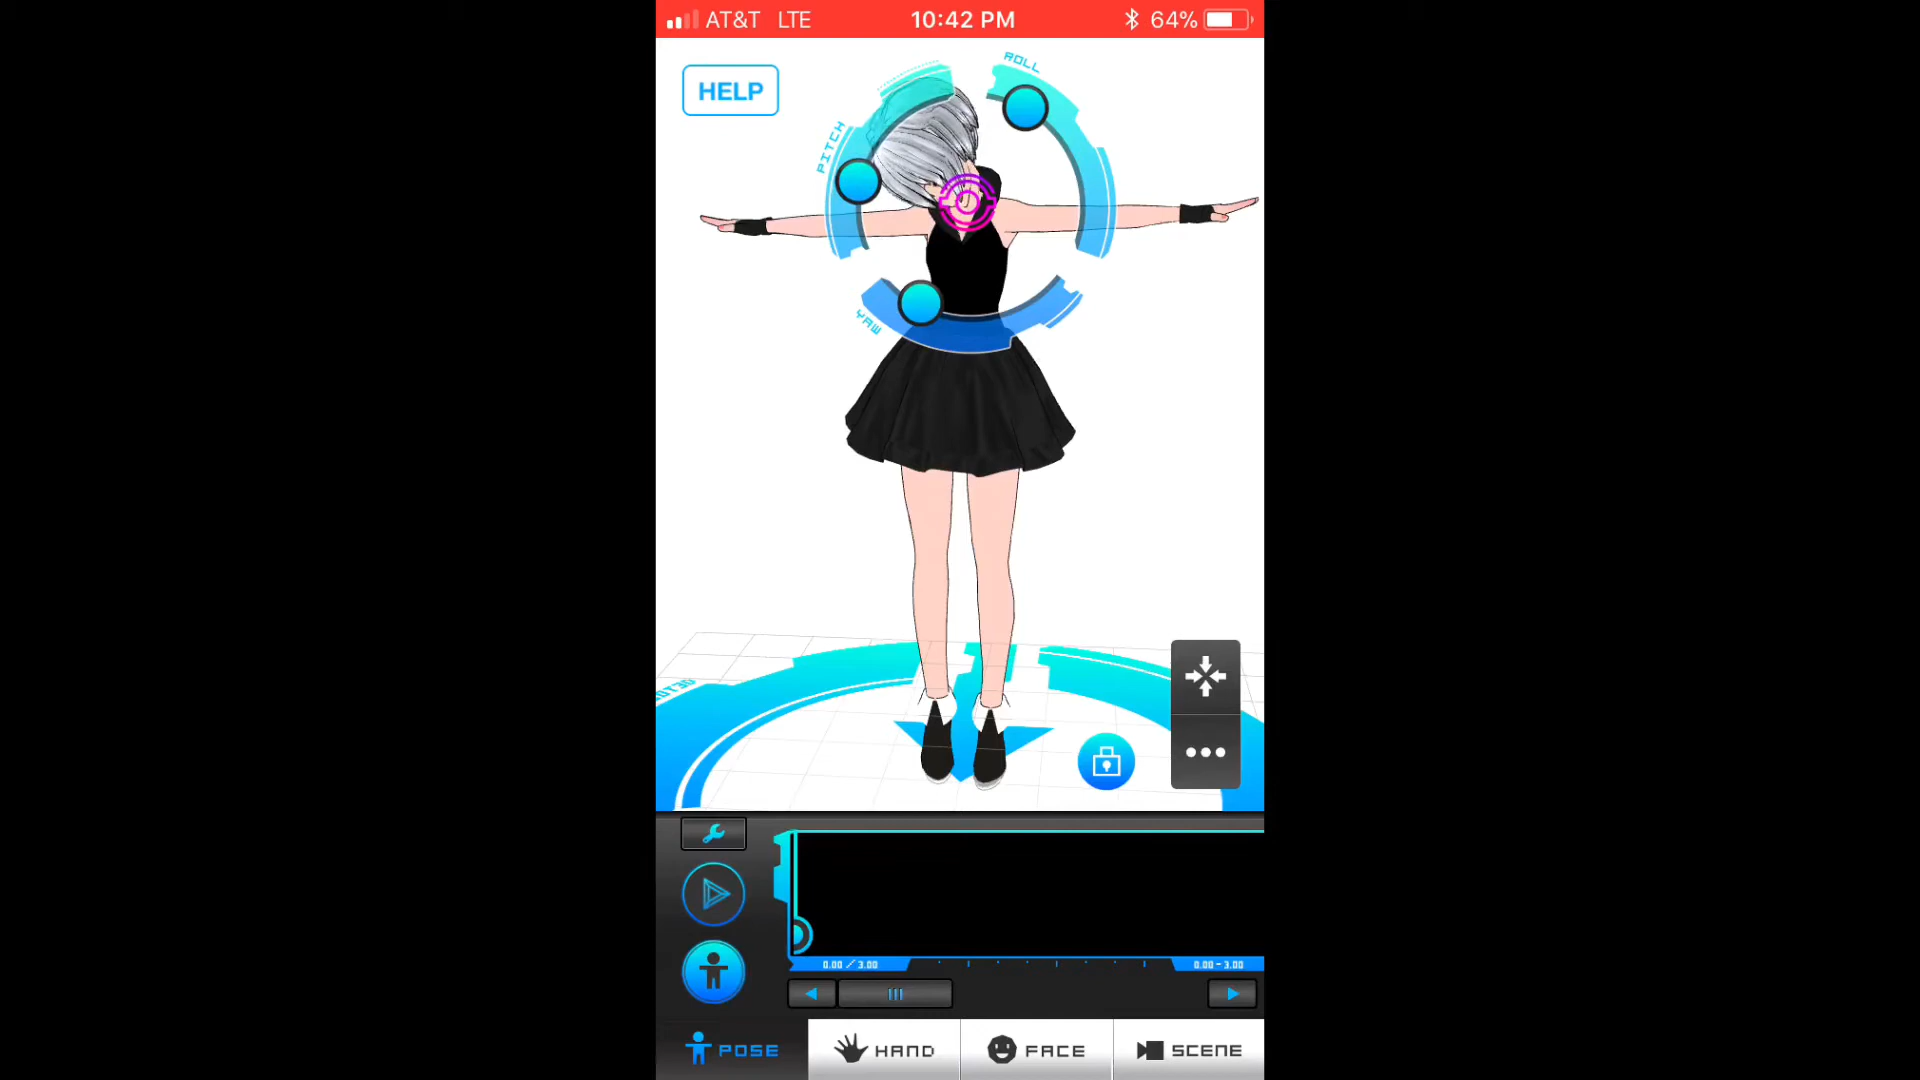 AT&T LTE 10:42 PM 64%
HELP
ROLL
PITCH
YAW
0.00 / 3.00
0.00 - 3.00
POSE HAND FACE SCENE